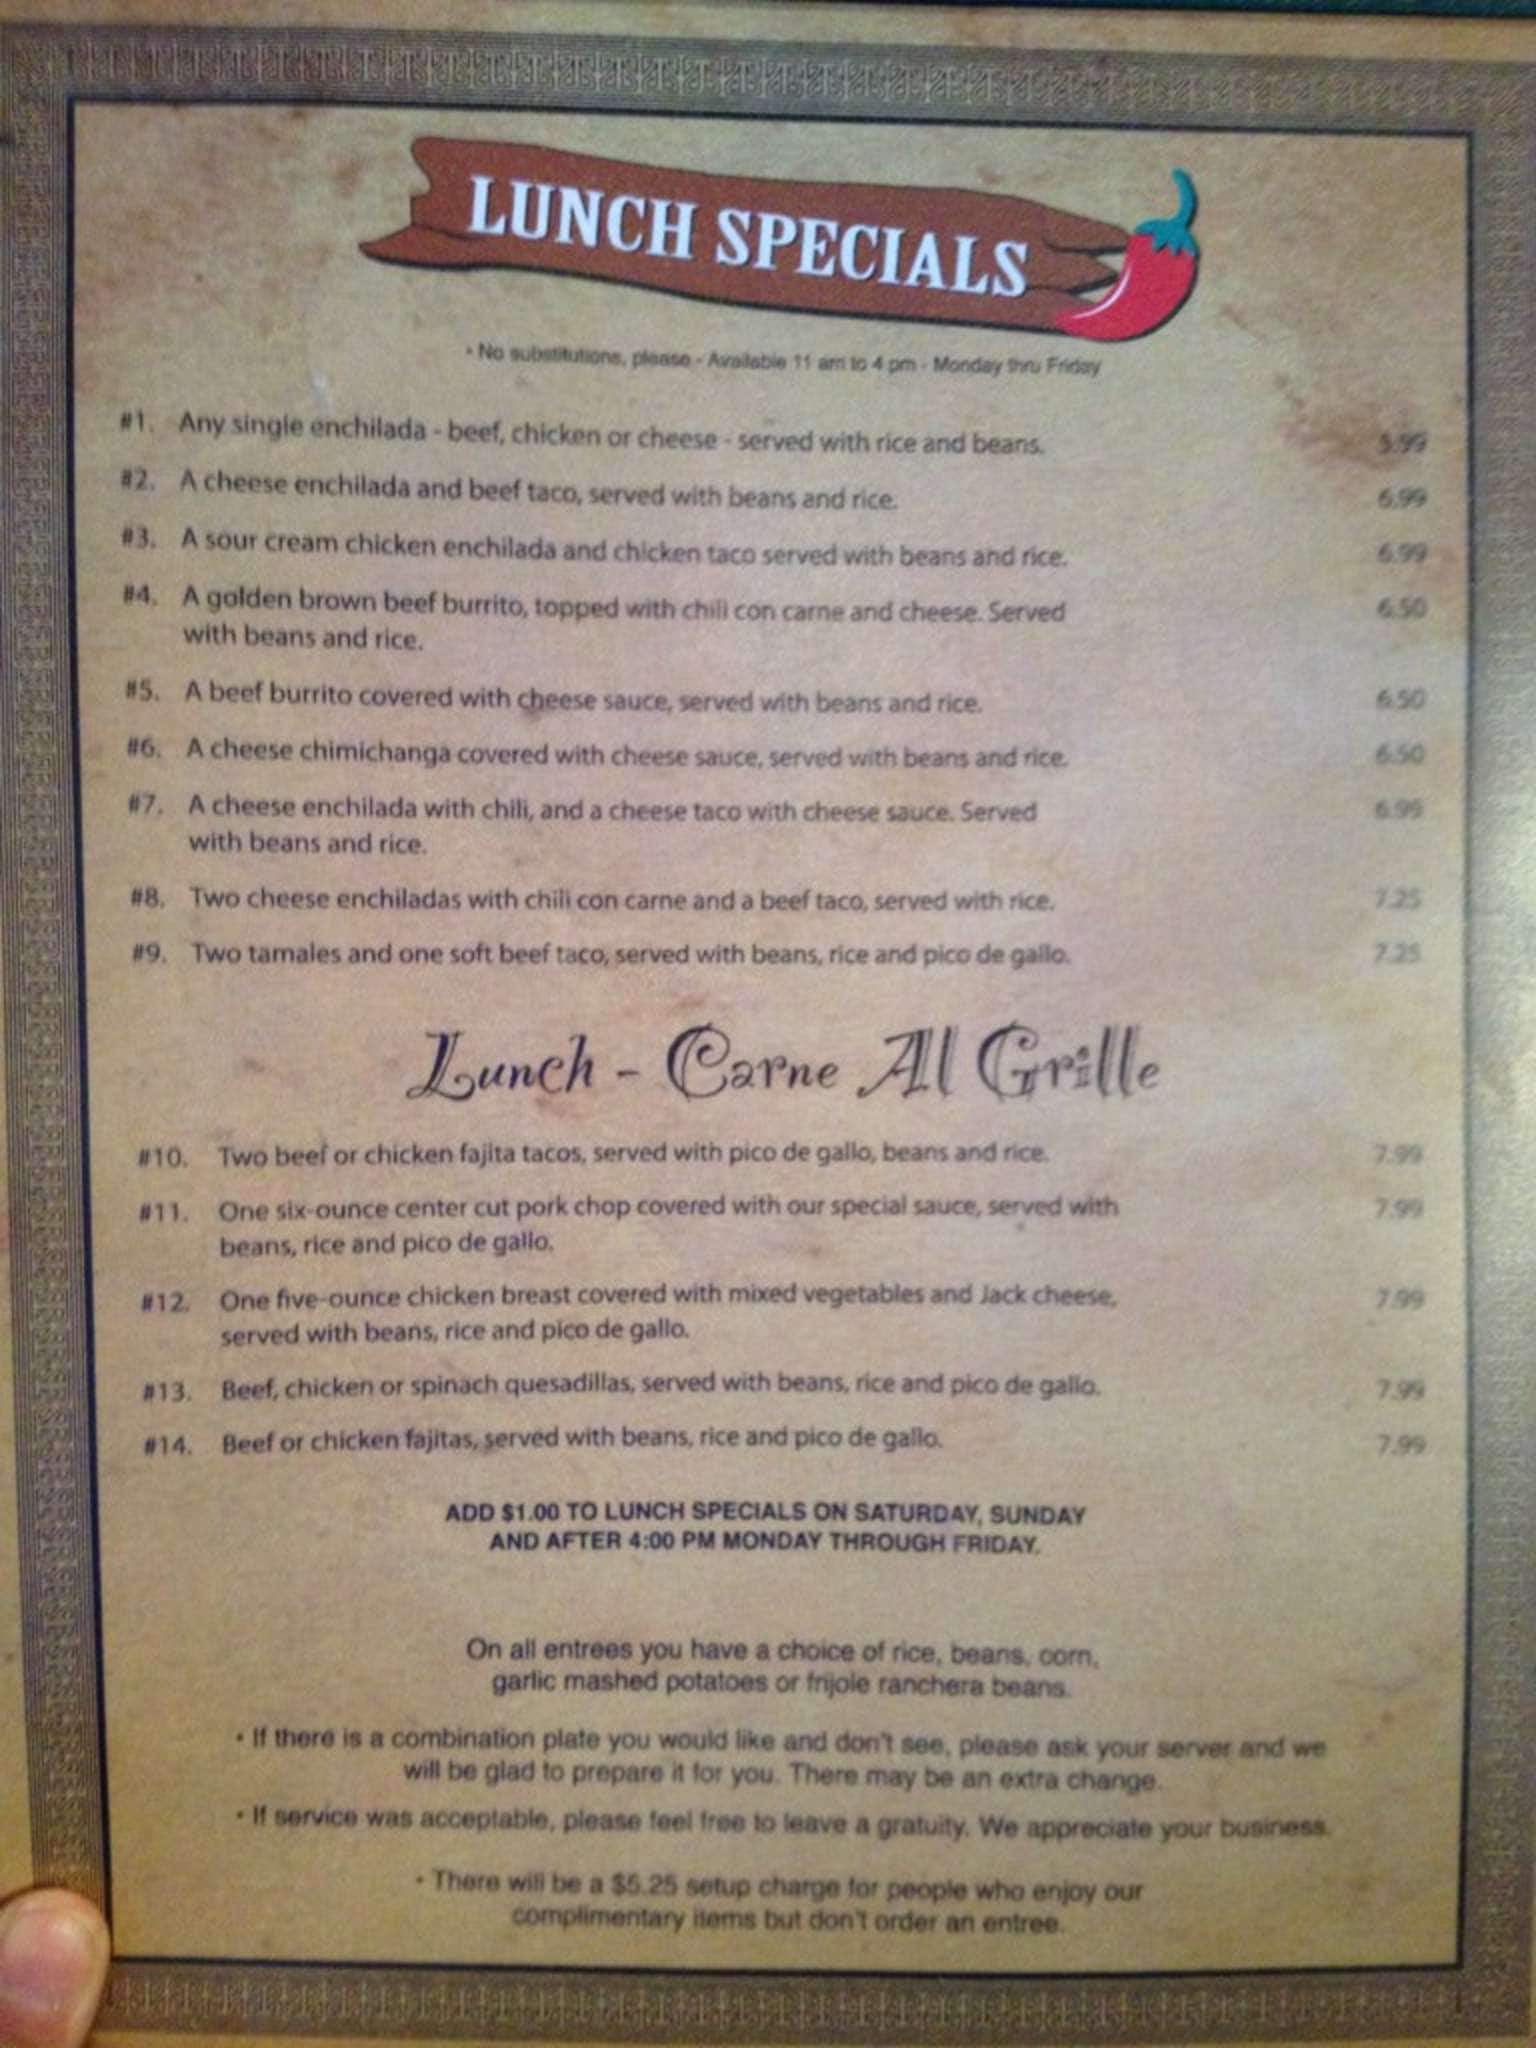 LUNCH SPECIALS
• No substitutions, please - Available 11 am to 4 pm - Monday thru Friday
#1. Any single enchilada - beef, chicken or cheese - served with rice and beans. 5.99
#2. A cheese enchilada and beef taco, served with beans and rice. 6.99
#3. A sour cream chicken enchilada and chicken taco served with beans and rice. 6.99
#4. A golden brown beef burrito, topped with chili con carne and cheese. Served 6.50
with beans and rice.
#5. A beef burrito covered with cheese sauce, served with beans and rice. 6.50
#6. A cheese chimichanga covered with cheese sauce, served with beans and rice. 6.50
#7. A cheese enchilada with chili, and a cheese taco with cheese sauce. Served 6.99
with beans and rice.
#8. Two cheese enchiladas with chili con carne and a beef taco, served with rice. 7.25
#9. Two tamales and one soft beef taco, served with beans, rice and pico de gallo. 7.25
Lunch - Carne Al Grille
#10. Two beef or chicken fajita tacos, served with pico de gallo, beans and rice. 7.99
#11. One six-ounce center cut pork chop covered with our special sauce, served with 7.99
beans, rice and pico de gallo.
#12. One five-ounce chicken breast covered with mixed vegetables and Jack cheese, 7.99
served with beans, rice and pico de gallo.
#13. Beef, chicken or spinach quesadillas, served with beans, rice and pico de gallo. 7.99
#14. Beef or chicken fajitas, served with beans, rice and pico de gallo. 7.99
ADD $1.00 TO LUNCH SPECIALS ON SATURDAY, SUNDAY
AND AFTER 4:00 PM MONDAY THROUGH FRIDAY.
On all entrees you have a choice of rice, beans, corn,
garlic mashed potatoes or frijole ranchera beans.
• If there is a combination plate you would like and don't see, please ask your server and we
will be glad to prepare it for you. There may be an extra change.
• If service was acceptable, please feel free to leave a gratuity. We appreciate your business.
• There will be a $5.25 setup charge for people who enjoy our
complimentary items but don't order an entree.